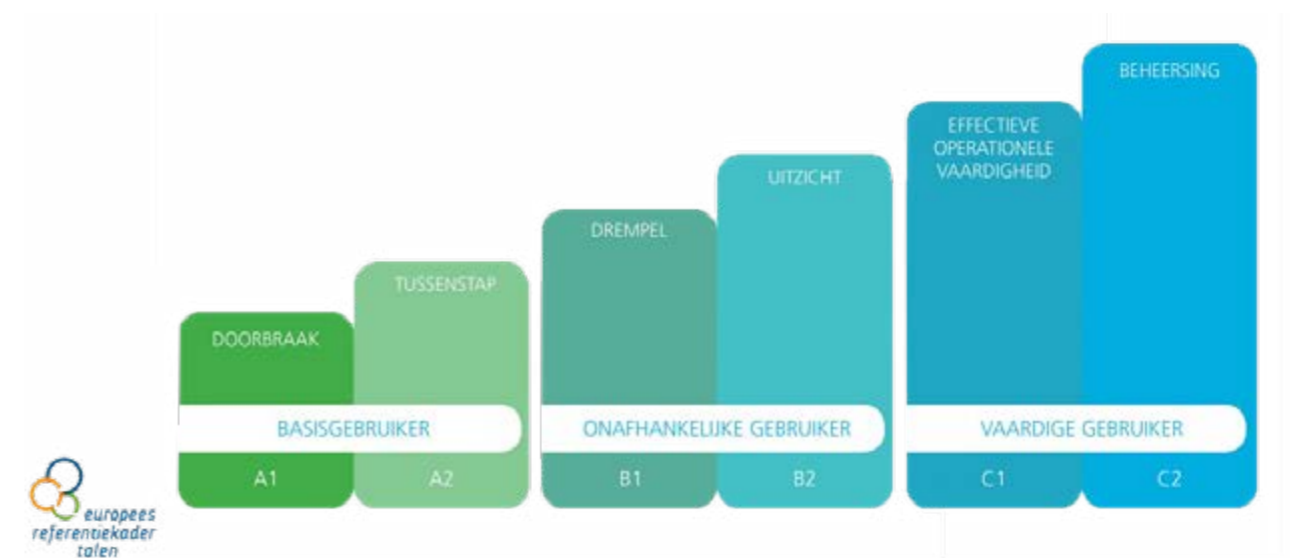 BEHEERSING
EFFECTIEVE
OPERATIONELE
VAARDIGHEID
UITZICHT
DREMPEL
TUSSENSTAP
DOORBRAAK
BASISGEBRUIKER
ONAFHANKELIJKE GEBRUIKER
VAARDIGE GEBRUIKER
A1
A2
B1
B2
C1
C2
europees
referentiekader
talen